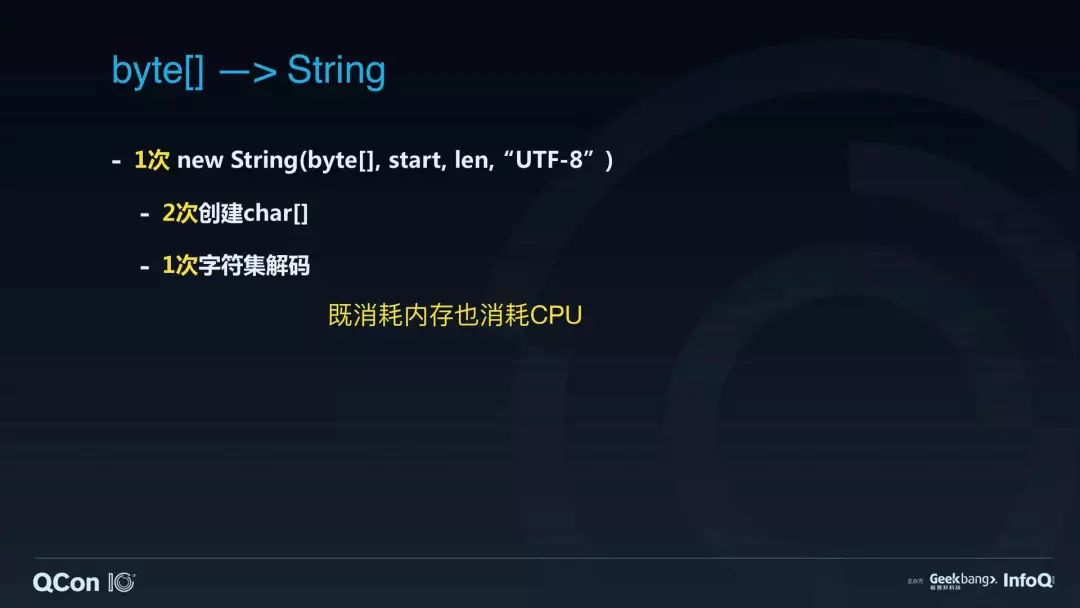 byte[] —> String
- 1次 new String(byte[], start, len, “UTF-8” )
- 2次创建char[]
- 1次字符集解码
既消耗内存也消耗CPU
QCon 10
主办方 Geekbang>. InfoQ
极客邦科技